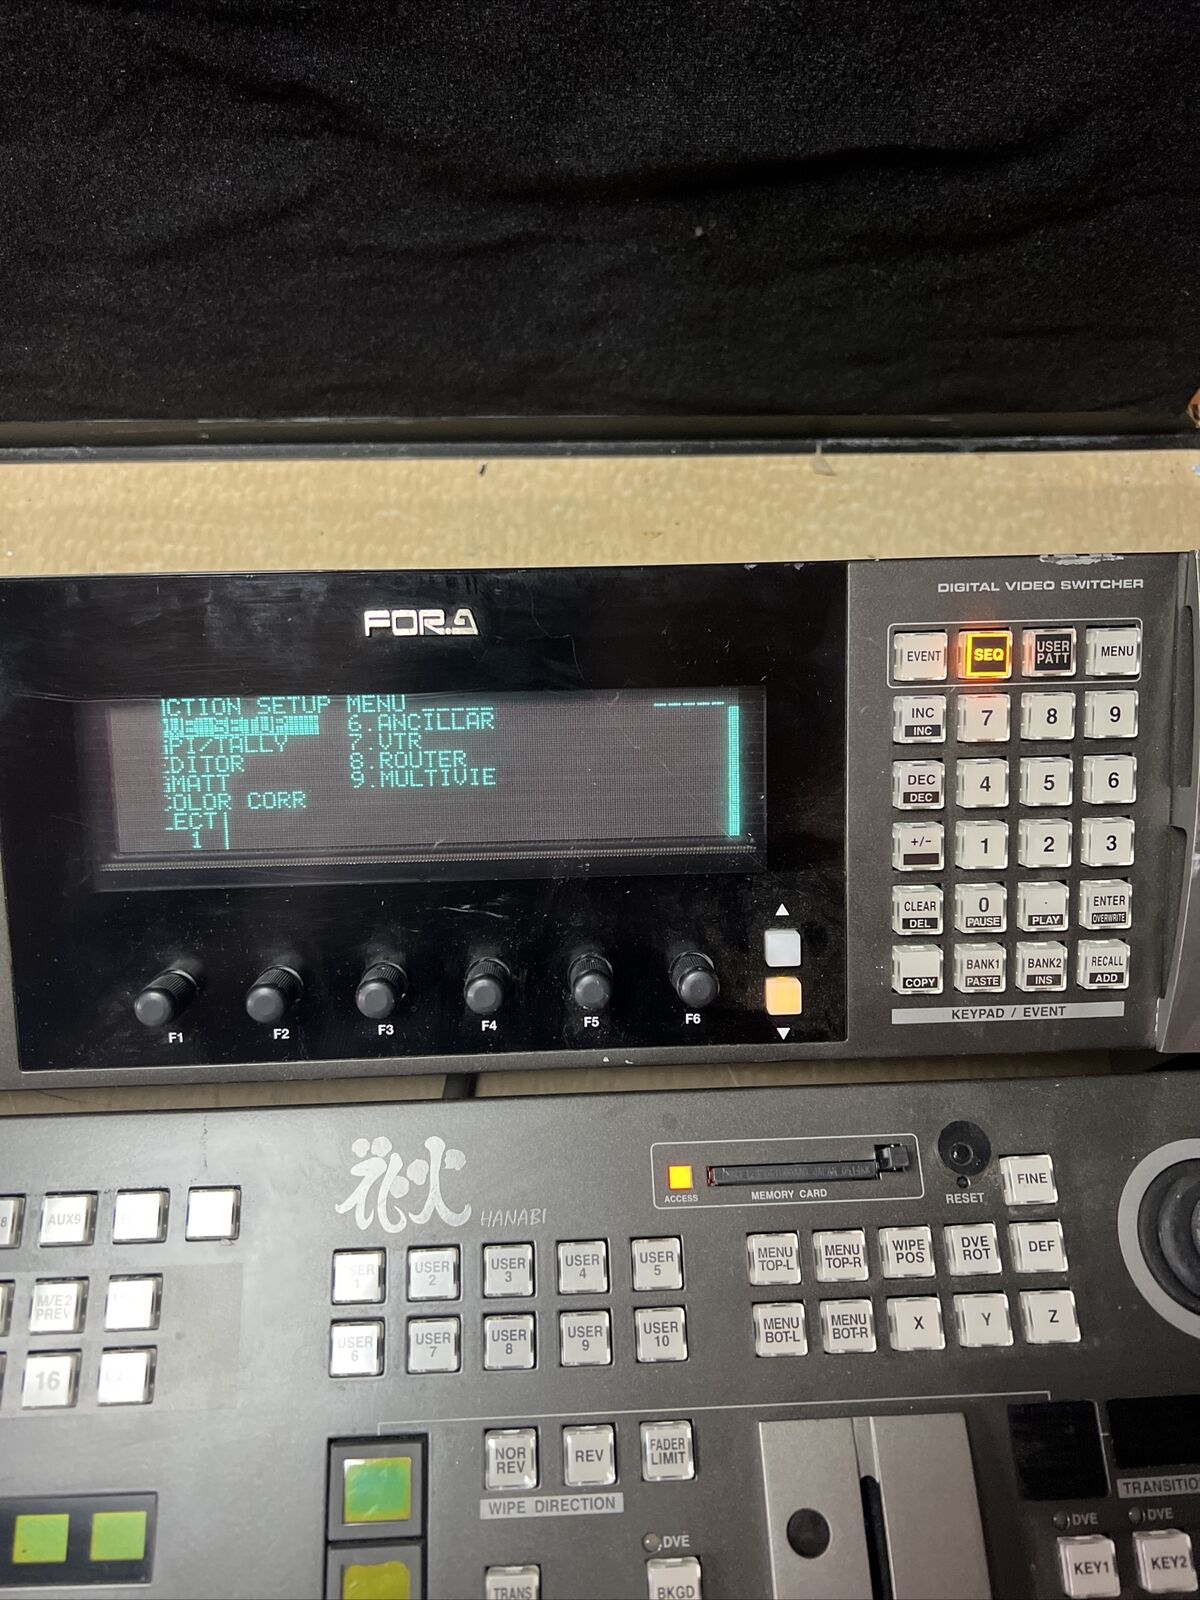 DIGITAL VIDEO SWITCHER
FOR.A
EVENT SEQ USER PATT MENU
ICTION SETUP MENU
6.ANCILLAR
PI/TALLY 7.VTR
DITOR 8.ROUTER
MATT 9.MULTIVIE
OLOR CORR
ECT
1
INC INC 7 8 9
DEC DEC 4 5 6
+/- 1 2 3
CLEAR DEL 0 PAUSE . PLAY ENTER OVERWRITE
COPY BANK1 PASTE BANK2 INS RECALL ADD
KEYPAD / EVENT
F1 F2 F3 F4 F5 F6
花火 HANABI
ACCESS
MEMORY CARD
RESET
FINE
AUX9
SER 1 USER 2 USER 3 USER 4 USER 5
MENU TOP-L MENU TOP-R WIPE POS DVE ROT DEF
M/E2 PREV
USER 6 USER 7 USER 8 USER 9 USER 10
MENU BOT-L MENU BOT-R X Y Z
16
NOR REV REV FADER LIMIT
WIPE DIRECTION
TRANSITIO
DVE DVE DVE
TRANS BKGD KEY1 KEY2